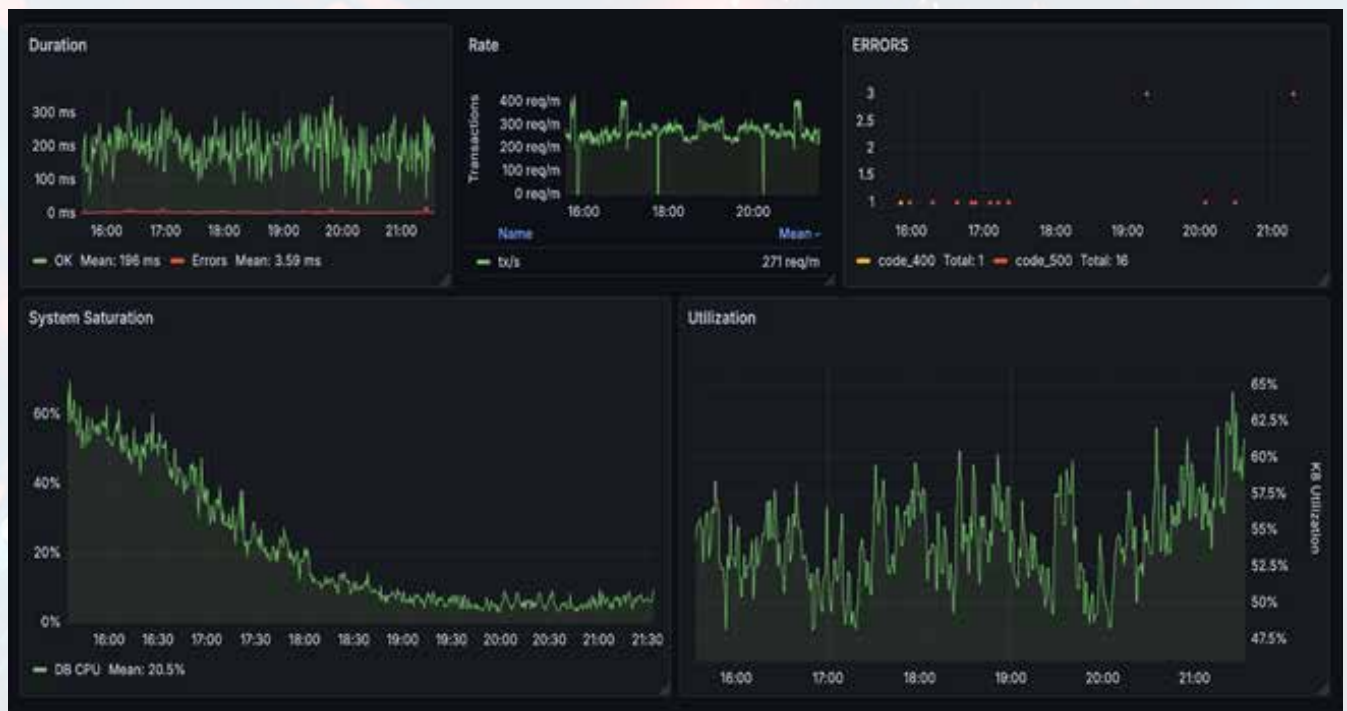 Duration
300 ms
200 ms
100 ms
0 ms
16:00 17:00 18:00 19:00 20:00 21:00
OK Mean: 196 ms Errors Mean: 3.59 ms
Rate
Transactions
400 req/m
300 req/m
200 req/m
100 req/m
0 req/m
16:00 18:00 20:00
Name Mean
tx/s 271 req/m
ERRORS
3
2.5
2
1.5
1
16:00 17:00 18:00 19:00 20:00 21:00
code_400 Total: 1 code_500 Total: 16
System Saturation
60%
40%
20%
0%
16:00 16:30 17:00 17:30 18:00 18:30 19:00 19:30 20:00 20:30 21:00 21:30
DB CPU Mean: 20.5%
Utilization
65%
62.5%
60%
57.5%
55%
52.5%
50%
47.5%
K8 Utilization
16:00 17:00 18:00 19:00 20:00 21:00